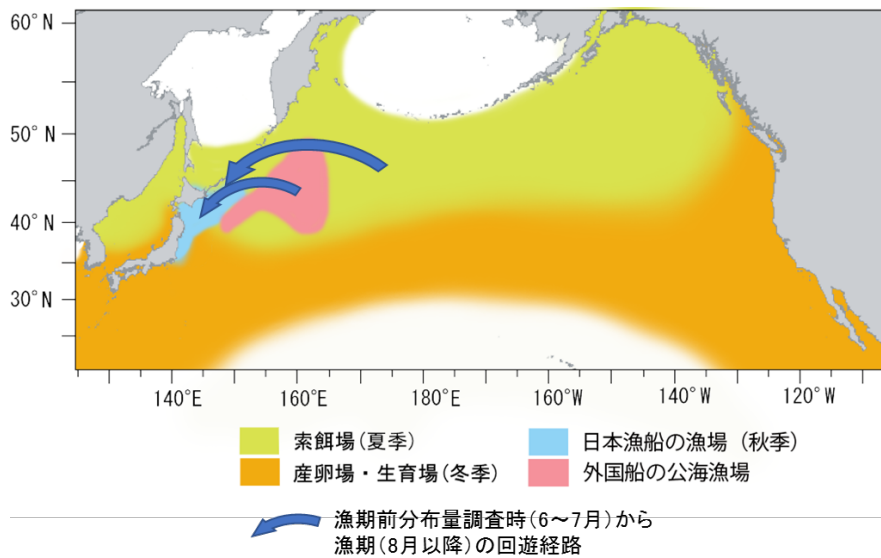 60°N
50°N
40°N
30°N
140°E 160°E 180°E 160°W 140°W 120°W
索餌場(夏季)
産卵場・生育場(冬季)
日本漁船の漁場 (秋季)
外国船の公海漁場
漁期前分布量調査時(6～7月)から
漁期(8月以降)の回遊経路